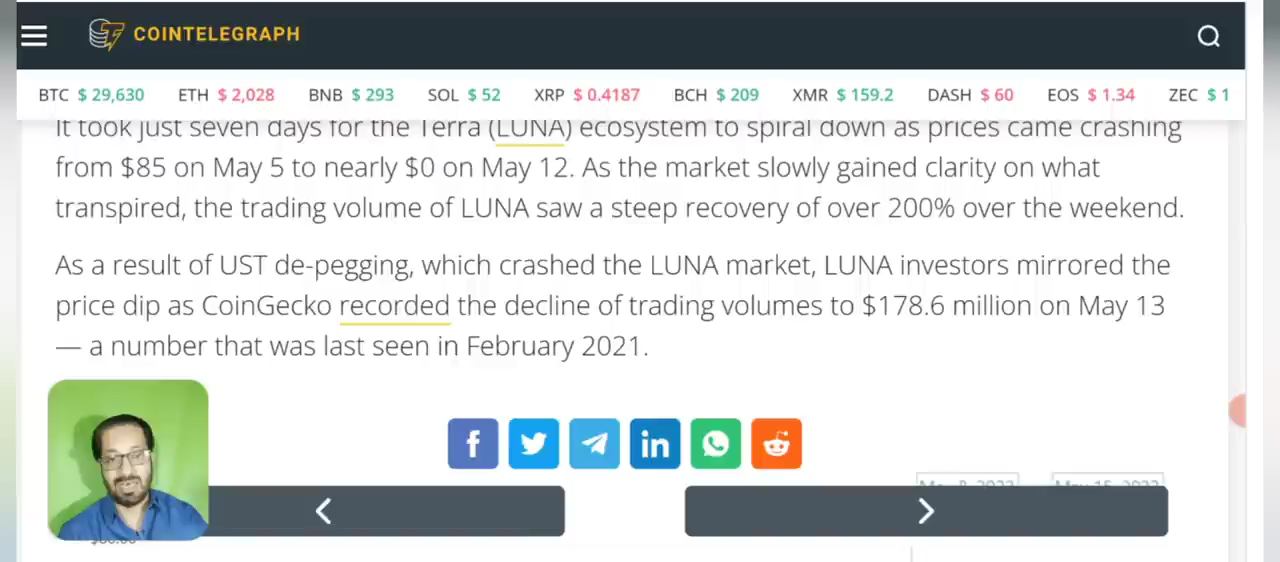 COINTELEGRAPH
BTC $ 29,630 ETH $ 2,028 BNB $ 293 SOL $ 52 XRP $ 0.4187 BCH $ 209 XMR $ 159.2 DASH $ 60 EOS $ 1.34 ZEC $ 1
It took just seven days for the Terra (LUNA) ecosystem to spiral down as prices came crashing
from $85 on May 5 to nearly $0 on May 12. As the market slowly gained clarity on what
transpired, the trading volume of LUNA saw a steep recovery of over 200% over the weekend.
As a result of UST de-pegging, which crashed the LUNA market, LUNA investors mirrored the
price dip as CoinGecko recorded the decline of trading volumes to $178.6 million on May 13
— a number that was last seen in February 2021.